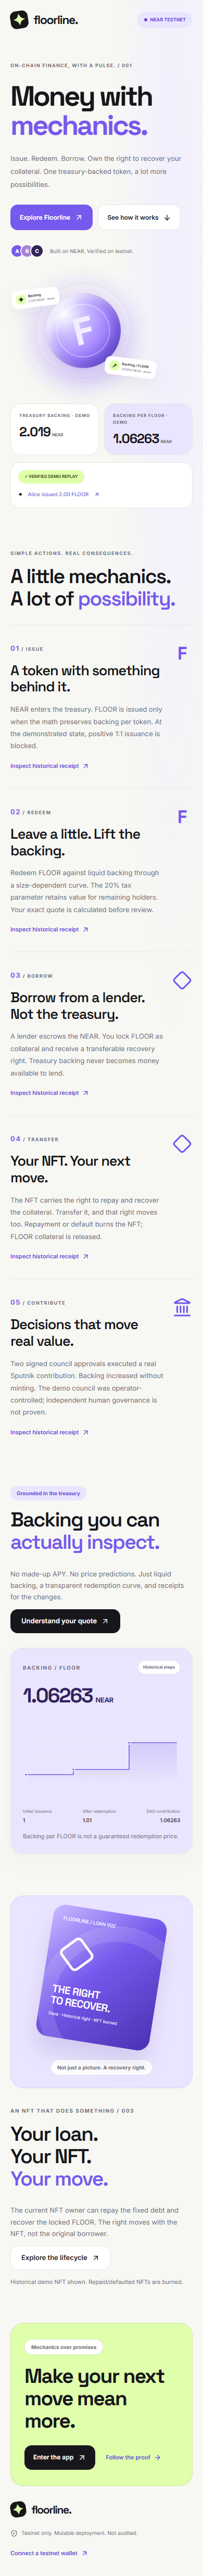 floorline.
NEAR TESTNET
ON-CHAIN FINANCE, WITH A PULSE. / 001
Money with
mechanics.
Issue. Redeem. Borrow. Own the right to recover your
collateral. One treasury-backed token, a lot more
possibilities.
Explore Floorline
See how it works
A B C
Built on NEAR. Verified on testnet.
Backing
F
Backing / FLOOR
TREASURY BACKING · DEMO
2.019 NEAR
BACKING PER FLOOR ·
DEMO
1.06263 NEAR
✓ VERIFIED DEMO REPLAY
Alice issued 2.00 FLOOR
SIMPLE ACTIONS. REAL CONSEQUENCES.
A little mechanics.
A lot of possibility.
01 / ISSUE
F
A token with something
behind it.
NEAR enters the treasury. FLOOR is issued only
when the math preserves backing per token. At
the demonstrated state, positive 1:1 issuance is
blocked.
Inspect historical receipt
02 / REDEEM
F
Leave a little. Lift the
backing.
Redeem FLOOR against liquid backing through
a size-dependent curve. The 20% tax
parameter retains value for remaining holders.
Your exact quote is calculated before review.
Inspect historical receipt
03 / BORROW
Borrow from a lender.
Not the treasury.
A lender escrows the NEAR. You lock FLOOR as
collateral and receive a transferable recovery
right. Treasury backing never becomes money
available to lend.
Inspect historical receipt
04 / TRANSFER
Your NFT. Your next
move.
The NFT carries the right to repay and recover
the collateral. Transfer it, and that right moves
too. Repayment or default burns the NFT;
FLOOR collateral is released.
Inspect historical receipt
05 / CONTRIBUTE
Decisions that move
real value.
Two signed council approvals executed a real
Sputnik contribution. Backing increased without
minting. The demo council was operator-
controlled; independent human governance is
not proven.
Inspect historical receipt
Grounded in the treasury
Backing you can
actually inspect.
No made-up APY. No price predictions. Just liquid
backing, a transparent redemption curve, and receipts
for the changes.
Understand your quote
BACKING / FLOOR
Historical steps
1.06263 NEAR
Initial issuance
After redemption
DAO contribution
1
1.01
1.06263
Backing per FLOOR is not a guaranteed redemption price.
FLOORLINE / LOAN 002
THE RIGHT
TO RECOVER.
Demo · Historical right · NFT burned
Not just a picture. A recovery right.
AN NFT THAT DOES SOMETHING / 003
Your loan.
Your NFT.
Your move.
The current NFT owner can repay the fixed debt and
recover the locked FLOOR. The right moves with the
NFT, not the original borrower.
Explore the lifecycle
Historical demo NFT shown. Repaid/defaulted NFTs are burned.
Mechanics over promises
Make your next
move mean
more.
Enter the app
Follow the proof
floorline.
Testnet only. Mutable deployment. Not audited.
Connect a testnet wallet